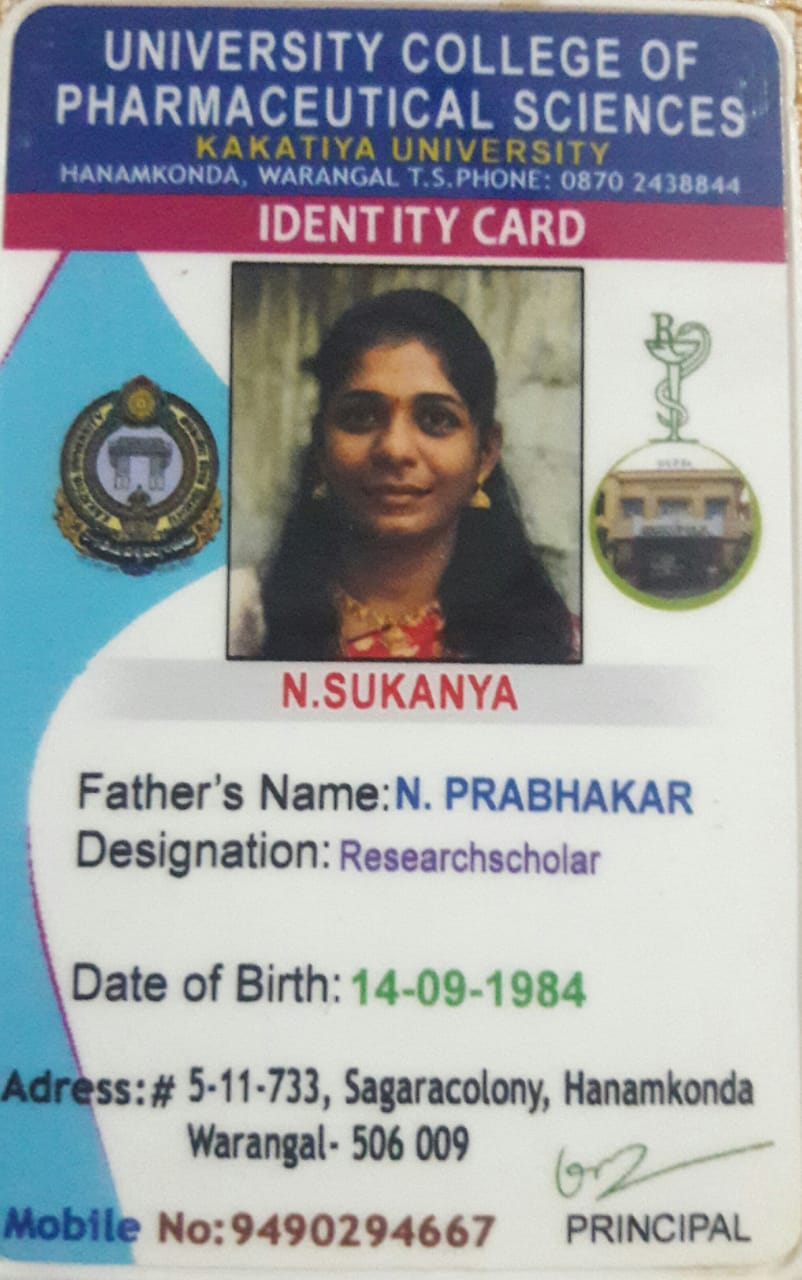 UNIVERSITY COLLEGE OF
PHARMACEUTICAL SCIENCES
KAKATIYA UNIVERSITY
HANAMKONDA, WARANGAL T.S.PHONE: 0870 2438844
IDENTITY CARD
N.SUKANYA
Father's Name:N. PRABHAKAR
Designation: Researchscholar
Date of Birth: 14-09-1984
Adress:# 5-11-733, Sagaracolony, Hanamkonda
Warangal- 506 009
Mobile No:9490294667
PRINCIPAL